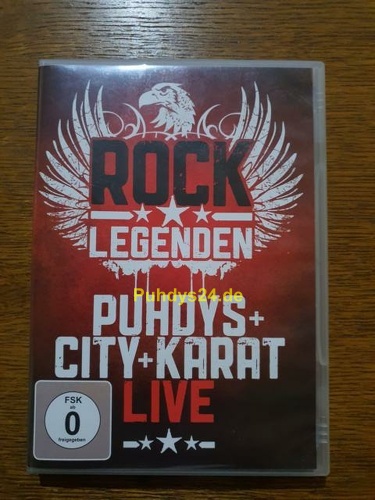 ROCK
LEGENDEN
Puhdys24.de
PUHDYS+
CITY+KARAT
LIVE
FSK
ab
0
freigegeben